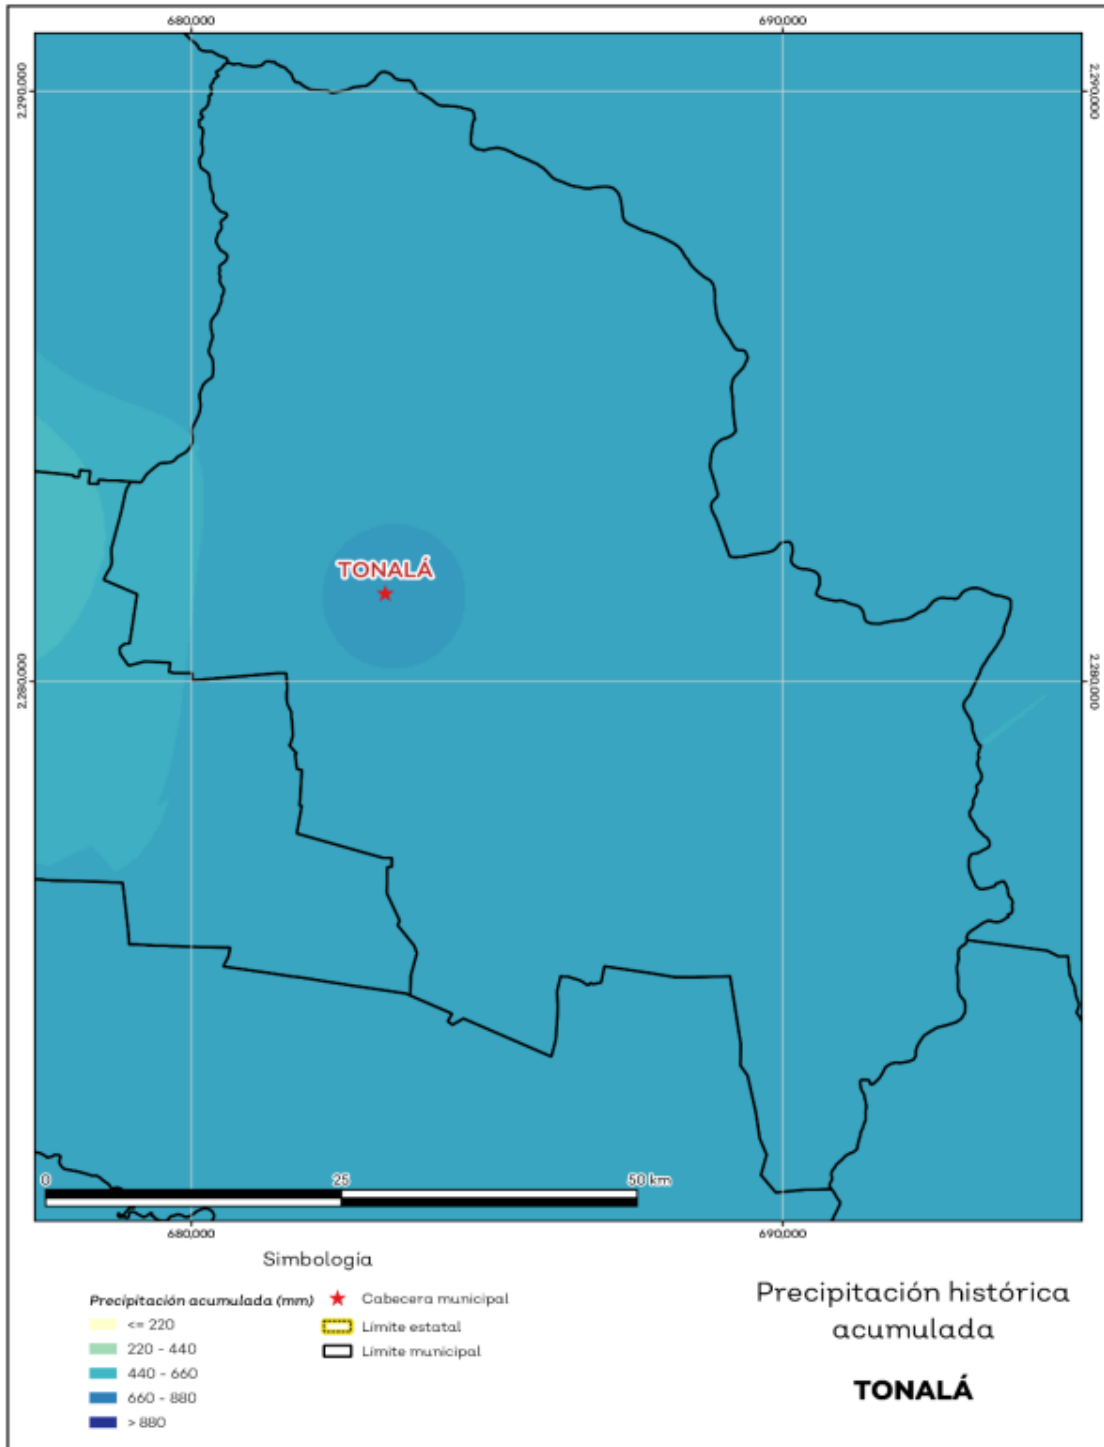 680,000 690,000
2,290,000 2,290,000
TONALÁ
2,280,000 2,280,000
0 25 50 km
680,000 690,000
Simbología
Precipitación acumulada (mm)
<= 220
220 - 440
440 - 660
660 - 880
> 880
Cabecera municipal
Límite estatal
Límite municipal
Precipitación histórica
acumulada
TONALÁ